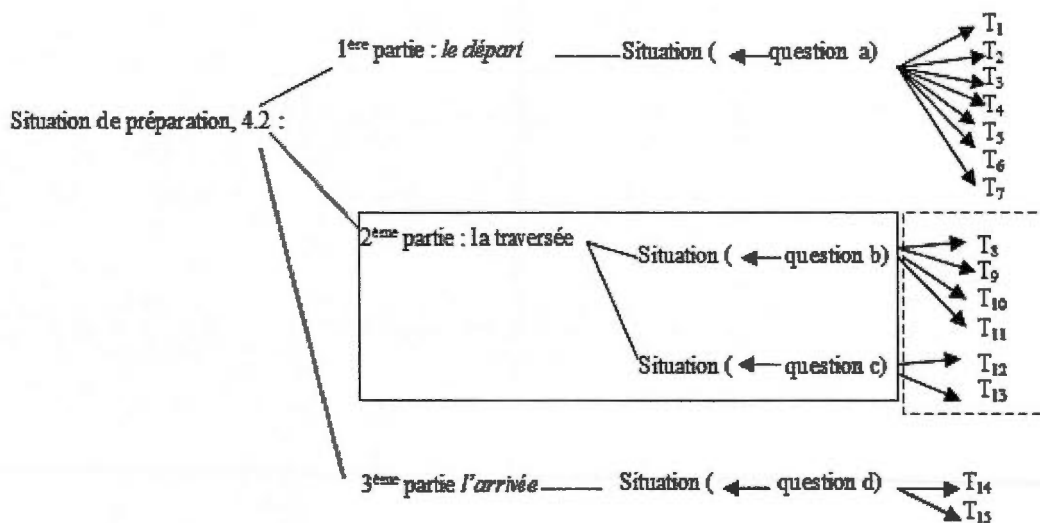 1ère partie : le départ Situation ( question a) T1
T2
T3
T4
T5
T6
T7
Situation de préparation, 4.2 :
2ème partie : la traversée Situation ( question b) T8
T9
T10
T11
Situation ( question c) T12
T13
3ème partie l'arrivée Situation ( question d) T14
T15